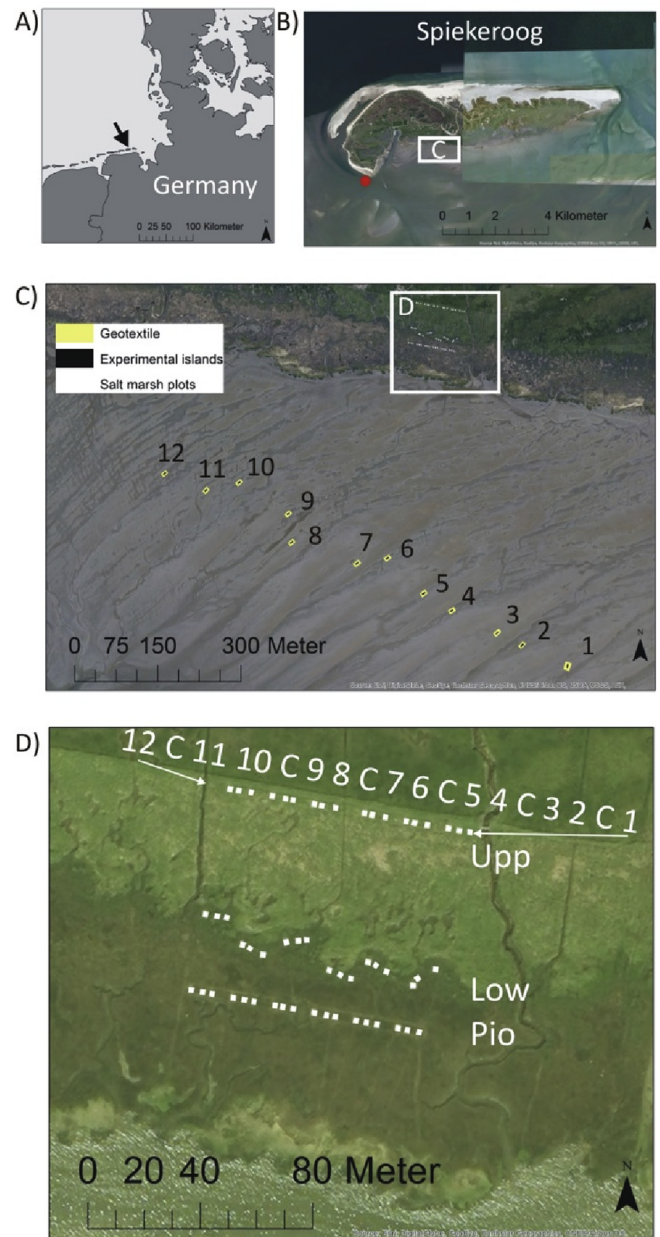 A)
Germany
0 25 50 100 Kilometer
N
B)
Spiekeroog
C
0 1 2 4 Kilometer
C)
D
Geotextile
Experimental islands
Salt marsh plots
12
11
10
9
8
7
6
5
4
3
2
1
0 75 150 300 Meter
N
D)
12 C 11 10 C 9 8 C 7 6 C 5 4 C 3 2 C 1
Upp
Low
Pio
0 20 40 80 Meter
N